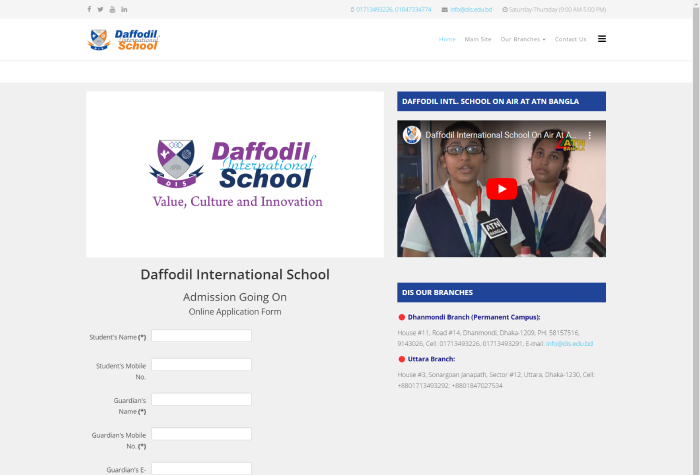 01713493226, 01847334774
info@dis.edu.bd
Saturday-Thursday (9:00 AM 5:00 PM)
Daffodil
International
School
DIS
Home
Main Site
Our Branches
Contact Us
Daffodil
International
School
DIS
Value, Culture and Innovation
Daffodil International School
Admission Going On
Online Application Form
Student's Name (*)
Student's Mobile
No.
Guardian's
Name (*)
Guardian's Mobile
No. (*)
Guardian's E-
DAFFODIL INTL. SCHOOL ON AIR AT ATN BANGLA
Daffodil International School On Air At A...
ATN
BANGLA
ATN
BANGLA
DIS OUR BRANCHES
Dhanmondi Branch (Permanent Campus):
House #11, Road #14, Dhanmondi, Dhaka-1209, PH: 58157516,
9143026, Cell: 01713493226, 01713493291, E-mail: info@dis.edu.bd
Uttara Branch:
House #3, Sonargoan Janapath, Sector #12, Uttara, Dhaka-1230, Cell:
+8801713493292; +8801847027534